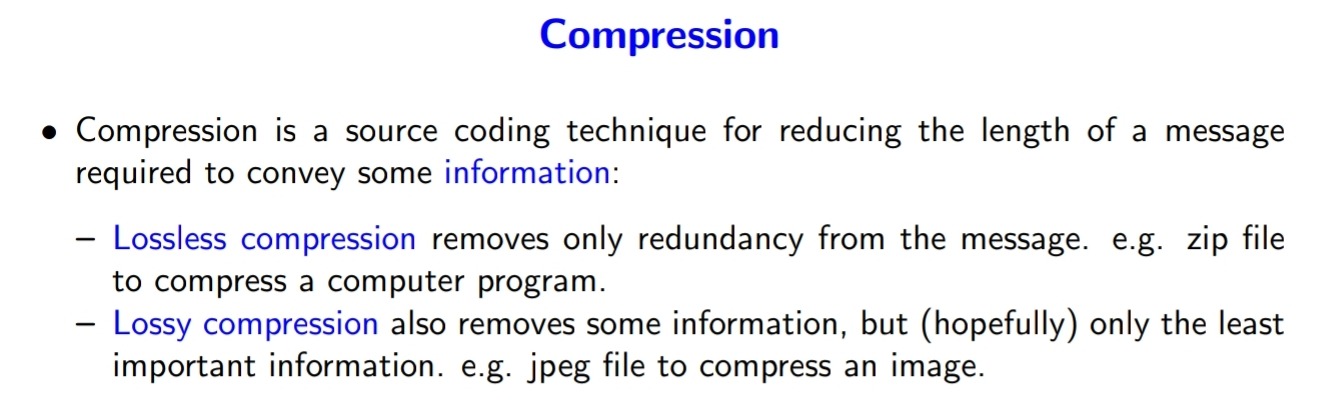 Compression
• Compression is a source coding technique for reducing the length of a message
required to convey some information:
– Lossless compression removes only redundancy from the message. e.g. zip file
to compress a computer program.
– Lossy compression also removes some information, but (hopefully) only the least
important information. e.g. jpeg file to compress an image.